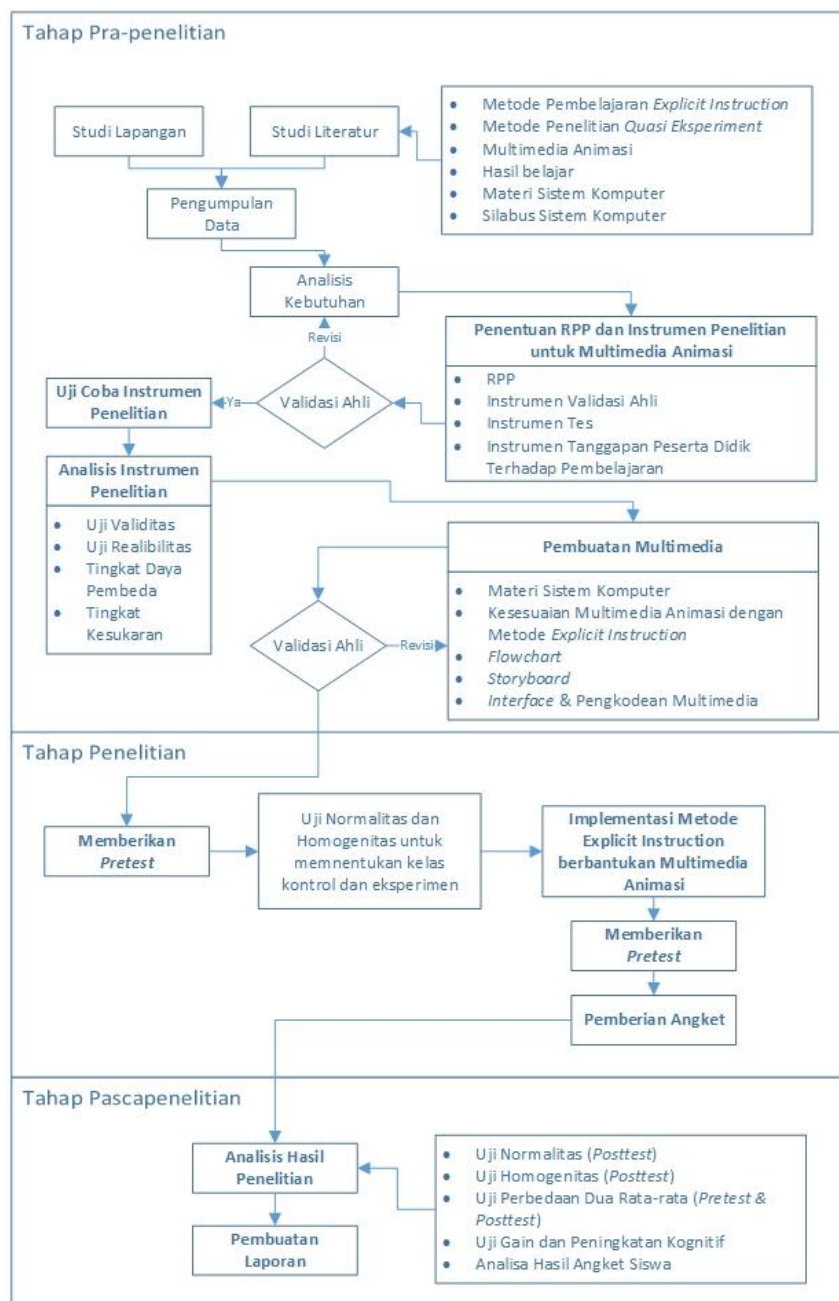 Tahap Pra-penelitian
Studi Lapangan
Studi Literatur
• Metode Pembelajaran Explicit Instruction
• Metode Penelitian Quasi Eksperiment
• Multimedia Animasi
• Hasil belajar
• Materi Sistem Komputer
• Silabus Sistem Komputer
Pengumpulan
Data
Analisis
Kebutuhan
Revisi
Penentuan RPP dan Instrumen Penelitian
untuk Multimedia Animasi
• RPP
• Instrumen Validasi Ahli
• Instrumen Tes
• Instrumen Tanggapan Peserta Didik
Terhadap Pembelajaran
Validasi Ahli
Ya
Uji Coba Instrumen
Penelitian
Analisis Instrumen
Penelitian
• Uji Validitas
• Uji Realibilitas
• Tingkat Daya
Pembeda
• Tingkat
Kesukaran
Pembuatan Multimedia
• Materi Sistem Komputer
• Kesesuaian Multimedia Animasi dengan
Metode Explicit Instruction
• Flowchart
• Storyboard
• Interface & Pengkodean Multimedia
Validasi Ahli
Revisi
Tahap Penelitian
Memberikan
Pretest
Uji Normalitas dan
Homogenitas untuk
memnentukan kelas
kontrol dan eksperimen
Implementasi Metode
Explicit Instruction
berbantukan Multimedia
Animasi
Memberikan
Pretest
Pemberian Angket
Tahap Pascapenelitian
Analisis Hasil
Penelitian
• Uji Normalitas (Posttest)
• Uji Homogenitas (Posttest)
• Uji Perbedaan Dua Rata-rata (Pretest &
Posttest)
• Uji Gain dan Peningkatan Kognitif
• Analisa Hasil Angket Siswa
Pembuatan
Laporan